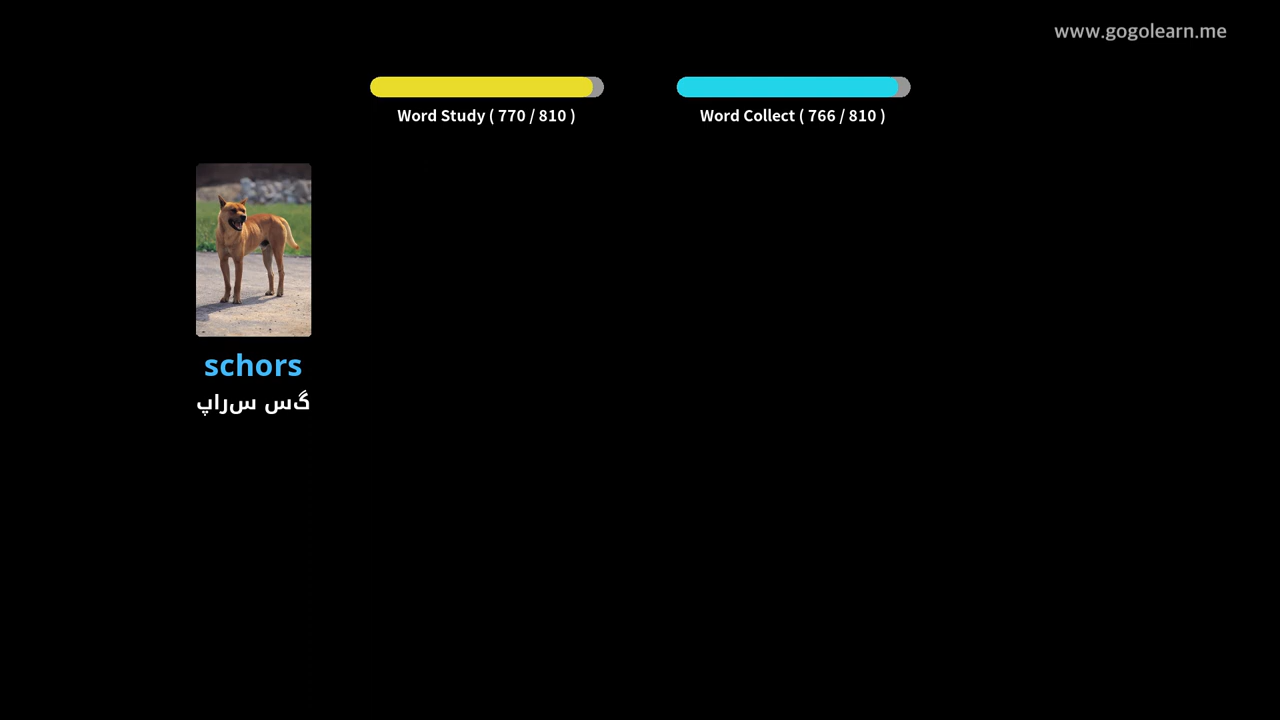 www.gogolearn.me
Word Study ( 770 / 810 )
Word Collect ( 766 / 810 )
schors
گس سراپ